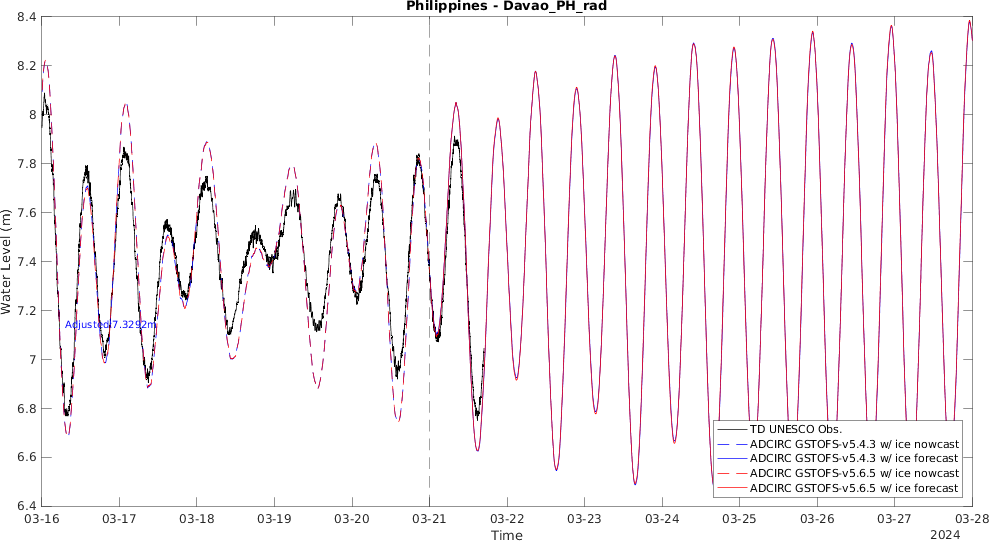 Philippines - Davao_PH_rad
8.4
8.2
8
7.8
7.6
7.4
7.2
7
6.8
6.6
6.4
Water Level (m)
Adjusted/7.3292m
TD UNESCO Obs.
ADCIRC GSTOFS-v5.4.3 w/ ice nowcast
ADCIRC GSTOFS-v5.4.3 w/ ice forecast
ADCIRC GSTOFS-v5.6.5 w/ ice nowcast
ADCIRC GSTOFS-v5.6.5 w/ ice forecast
03-16 03-17 03-18 03-19 03-20 03-21 03-22 03-23 03-24 03-25 03-26 03-27 03-28
Time
2024